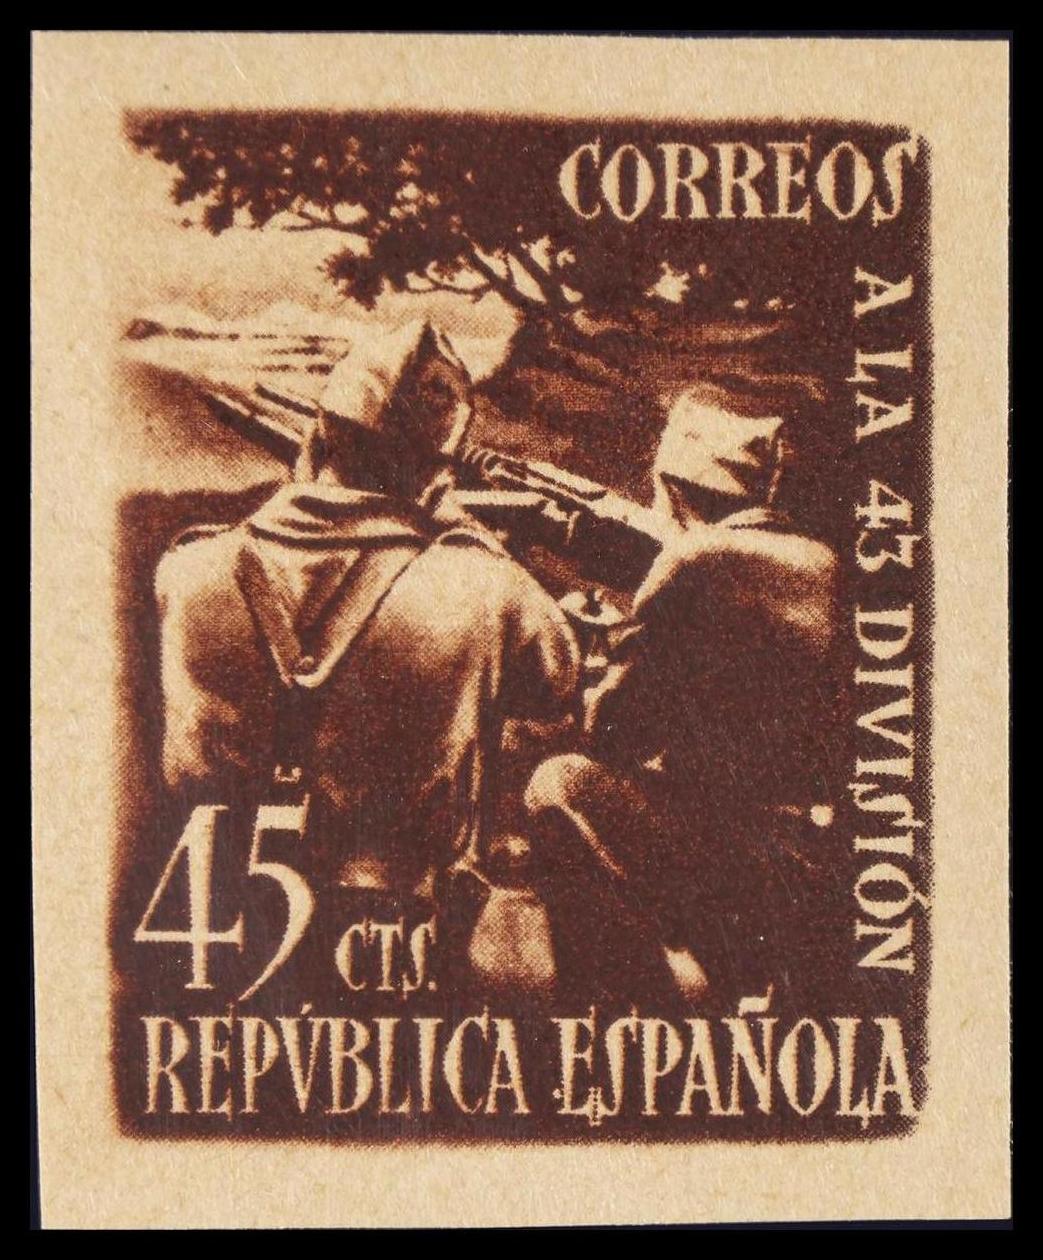 CORREOS
A LA 43 DIVISIÓN
45 CTS.
REPÚBLICA ESPAÑOLA